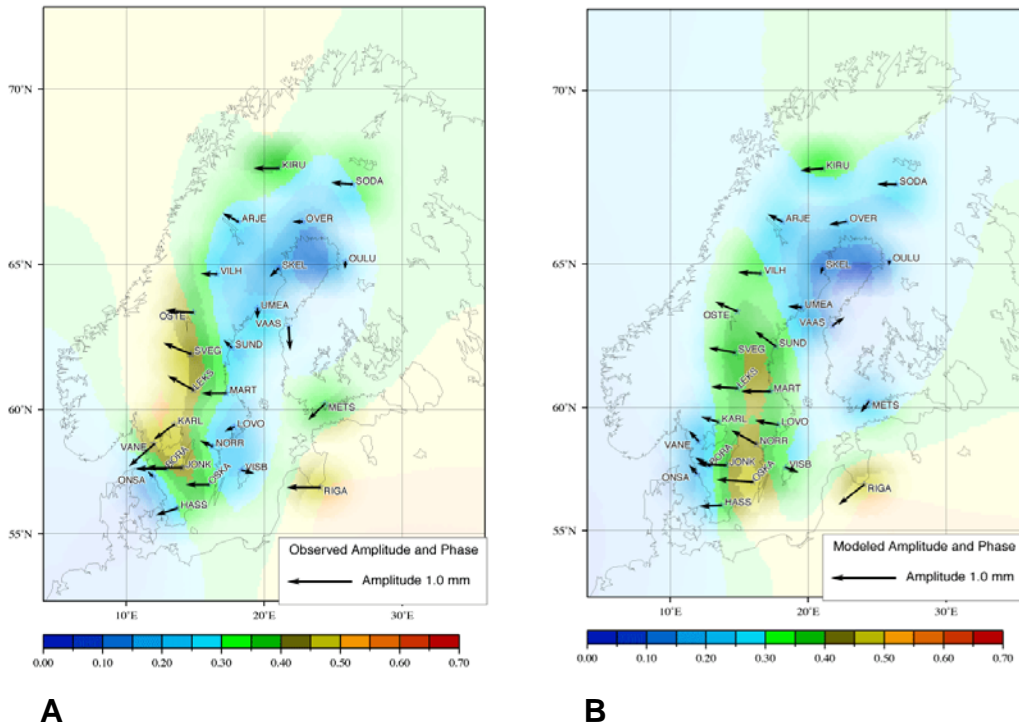 70°N
65°N
60°N
55°N
10°E
20°E
30°E
KIRU
SODA
ARJE
OVER
VILH
SKEL
OULU
UMEA
OSTE
VAAS
SUND
SVEG
LEKS
MART
METS
KARL
LOVO
VANE
NORR
BORA
JONK
VISB
ONSA
OSKA
RIGA
HASS
Observed Amplitude and Phase
Amplitude 1.0 mm
0.00 0.10 0.20 0.30 0.40 0.50 0.60 0.70
A
70°N
65°N
60°N
55°N
10°E
20°E
30°E
KIRU
SODA
ARJE
OVER
VILH
SKEL
OULU
UMEA
OSTE
VAAS
SUND
SVEG
LEKS
MART
METS
KARL
LOVO
VANE
NORR
BORA
JONK
VISB
ONSA
OSKA
RIGA
HASS
Modeled Amplitude and Phase
Amplitude 1.0 mm
0.00 0.10 0.20 0.30 0.40 0.50 0.60 0.70
B